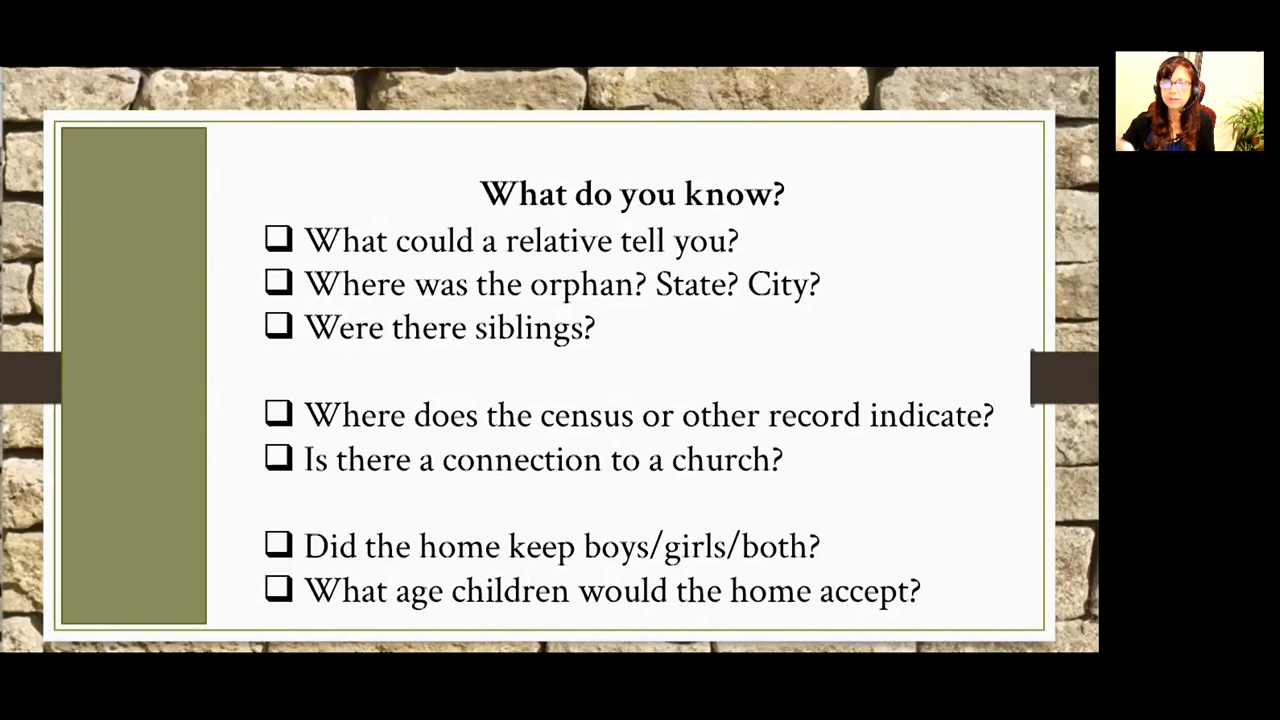 What do you know?
❑ What could a relative tell you?
❑ Where was the orphan? State? City?
❑ Were there siblings?
❑ Where does the census or other record indicate?
❑ Is there a connection to a church?
❑ Did the home keep boys/girls/both?
❑ What age children would the home accept?